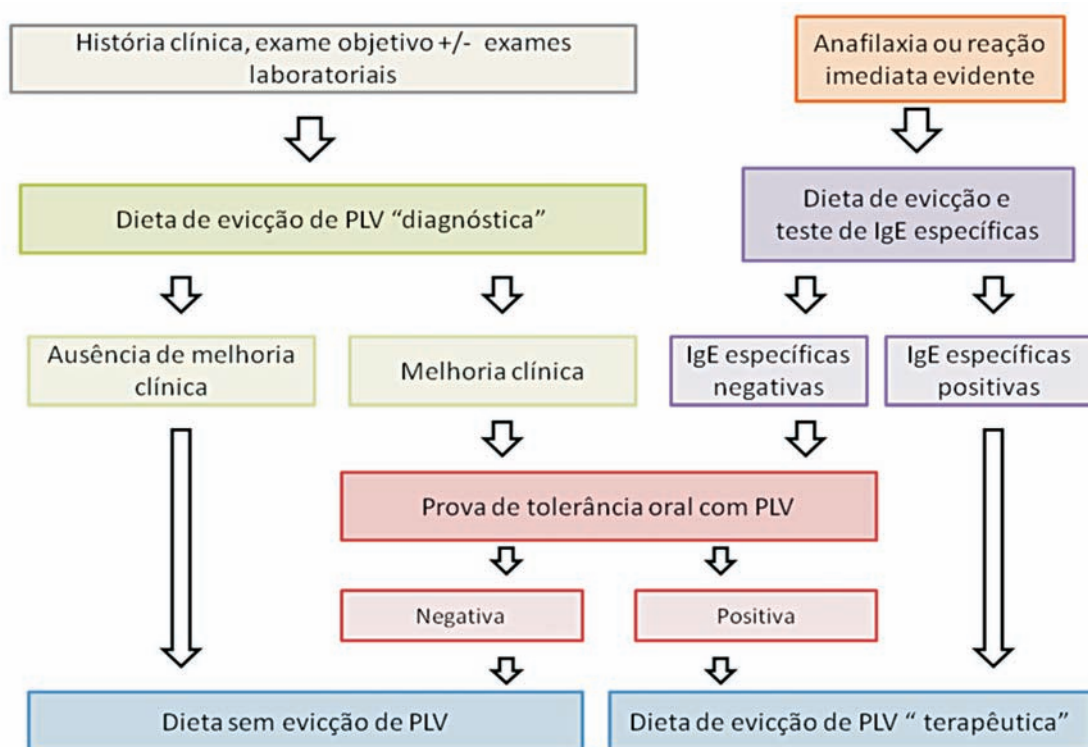 História clínica, exame objetivo +/- exames
laboratoriais
Anafilaxia ou reação
imediata evidente
Dieta de evicção de PLV “diagnóstica”
Dieta de evicção e
teste de IgE específicas
Ausência de melhoria
clínica
Melhoria clínica
IgE específicas
negativas
IgE específicas
positivas
Prova de tolerância oral com PLV
Negativa
Positiva
Dieta sem evicção de PLV
Dieta de evicção de PLV “ terapêutica”